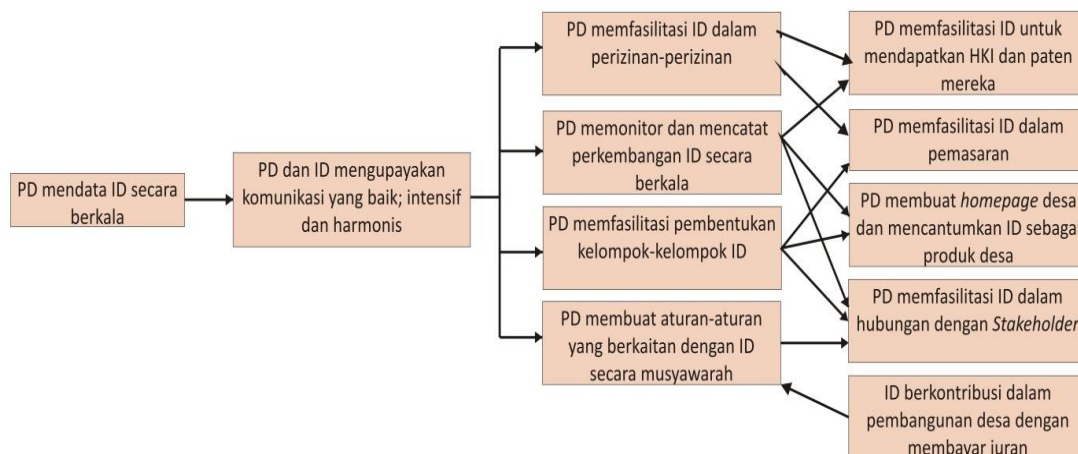 PD mendata ID secara
berkala
PD dan ID mengupayakan
komunikasi yang baik; intensif
dan harmonis
PD memfasilitasi ID dalam
perizinan-perizinan
PD memonitor dan mencatat
perkembangan ID secara
berkala
PD memfasilitasi pembentukan
kelompok-kelompok ID
PD membuat aturan-aturan
yang berkaitan dengan ID
secara musyawarah
PD memfasilitasi ID untuk
mendapatkan HKI dan paten
mereka
PD memfasilitasi ID dalam
pemasaran
PD membuat homepage desa
dan mencantumkan ID sebaga
produk desa
PD memfasilitasi ID dalam
hubungan dengan Stakeholder
ID berkontribusi dalam
pembangunan desa dengan
membayar iuran